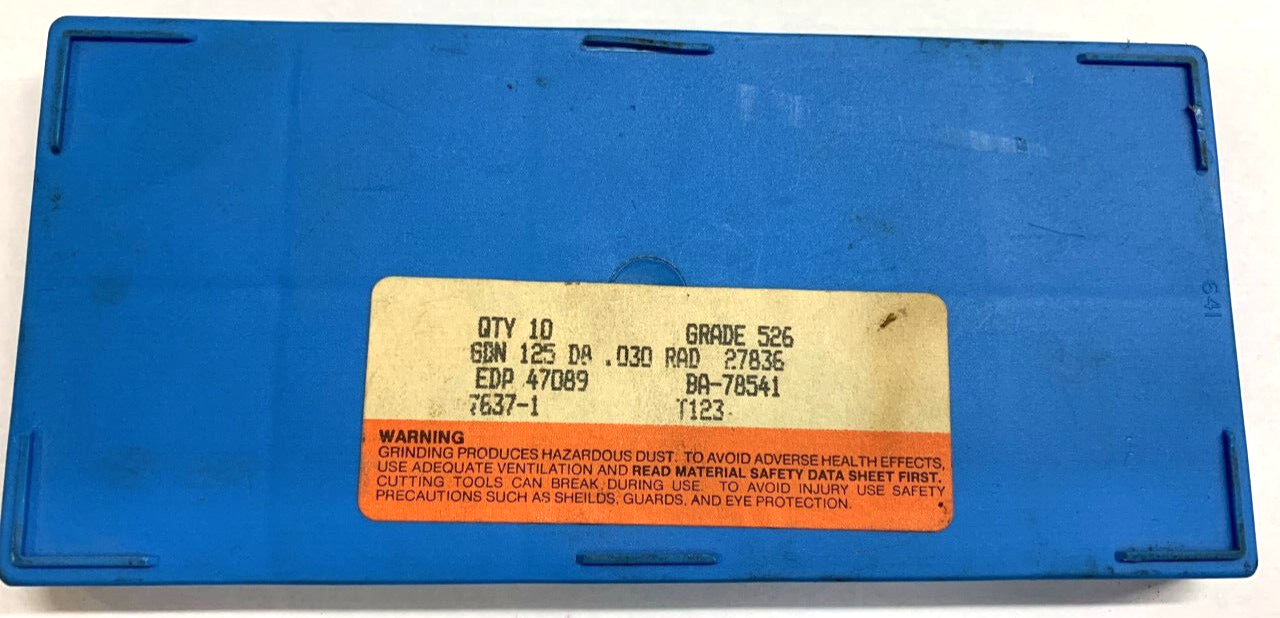 641
QTY 10 GRADE 526
GDN 125 DA .030 RAD 27836
EDP 47089 BA-78541
7637-1 T123
WARNING
GRINDING PRODUCES HAZARDOUS DUST. TO AVOID ADVERSE HEALTH EFFECTS,
USE ADEQUATE VENTILATION AND READ MATERIAL SAFETY DATA SHEET FIRST.
CUTTING TOOLS CAN BREAK DURING USE. TO AVOID INJURY USE SAFETY
PRECAUTIONS SUCH AS SHEILDS, GUARDS, AND EYE PROTECTION.